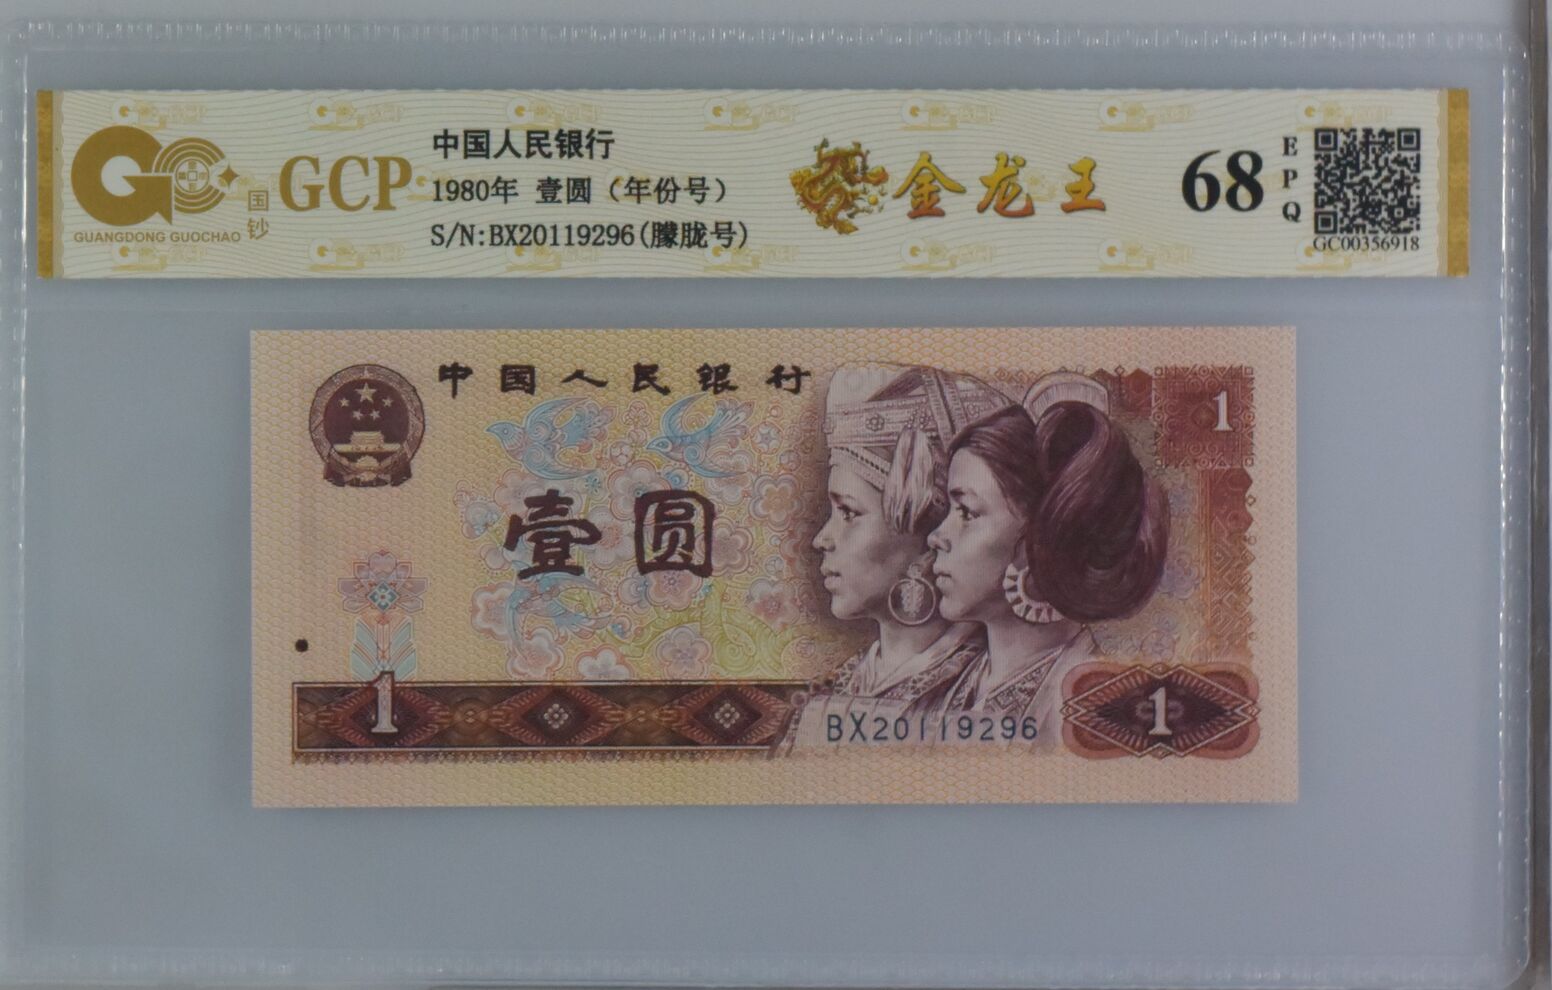 中国人民银行
GCP
国钞
GUANGDONG GUOCHAO
1980年 壹圆（年份号）
S/N:BX20119296(朦胧号)
金龙王
68
EPQ
GC00356918
中国人民银行
1
壹圆
1
BX20119296
1